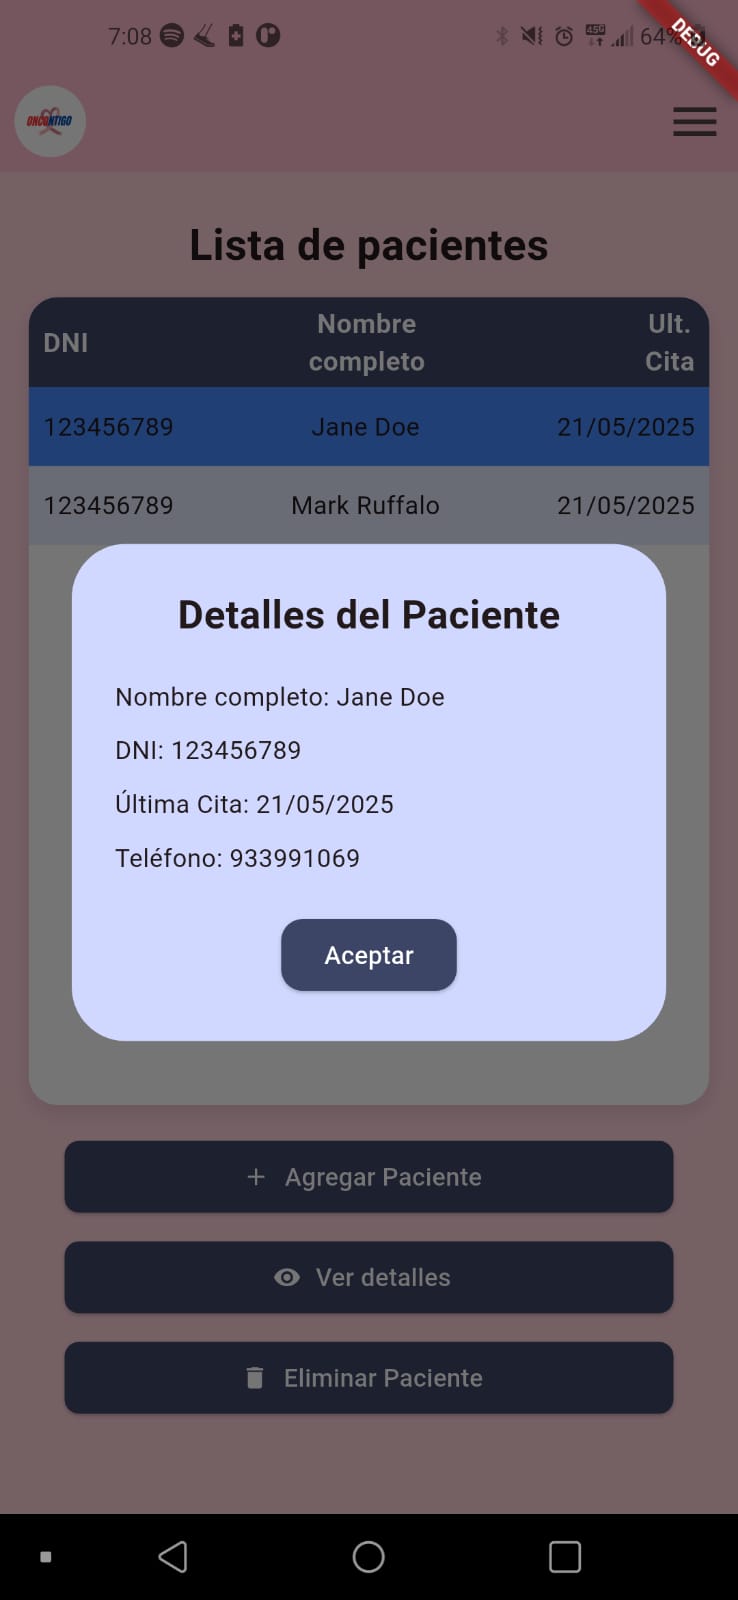 7:08
45G
64%
DEBUG
ONCONTIGO
Lista de pacientes
DNI
Nombre
completo
Ult.
Cita
123456789 Jane Doe 21/05/2025
123456789 Mark Ruffalo 21/05/2025
Detalles del Paciente
Nombre completo: Jane Doe
DNI: 123456789
Última Cita: 21/05/2025
Teléfono: 933991069
Aceptar
Agregar Paciente
Ver detalles
Eliminar Paciente